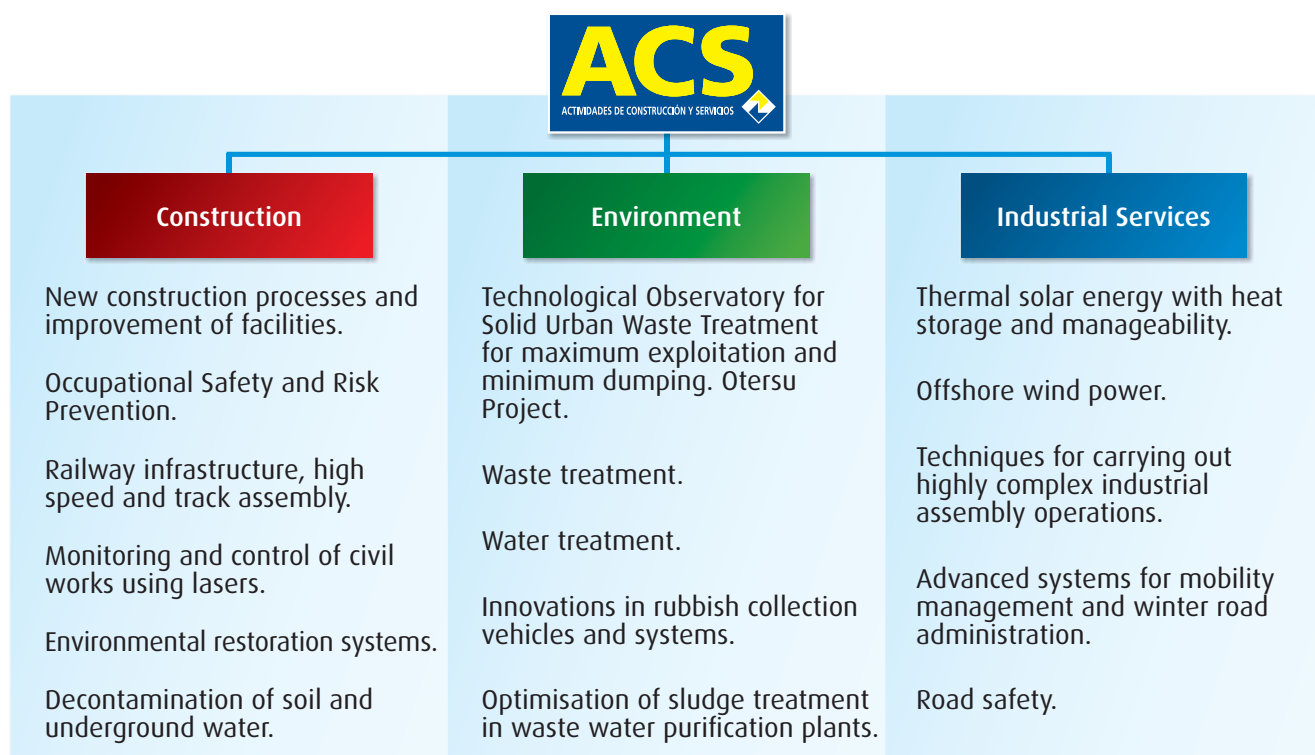 ACS
ACTIVIDADES DE CONSTRUCCIÓN Y SERVICIOS
Construction
New construction processes and
improvement of facilities.
Occupational Safety and Risk
Prevention.
Railway infrastructure, high
speed and track assembly.
Monitoring and control of civil
works using lasers.
Environmental restoration systems.
Decontamination of soil and
underground water.
Environment
Technological Observatory for
Solid Urban Waste Treatment
for maximum exploitation and
minimum dumping. Otersu
Project.
Waste treatment.
Water treatment.
Innovations in rubbish collection
vehicles and systems.
Optimisation of sludge treatment
in waste water purification plants.
Industrial Services
Thermal solar energy with heat
storage and manageability.
Offshore wind power.
Techniques for carrying out
highly complex industrial
assembly operations.
Advanced systems for mobility
management and winter road
administration.
Road safety.